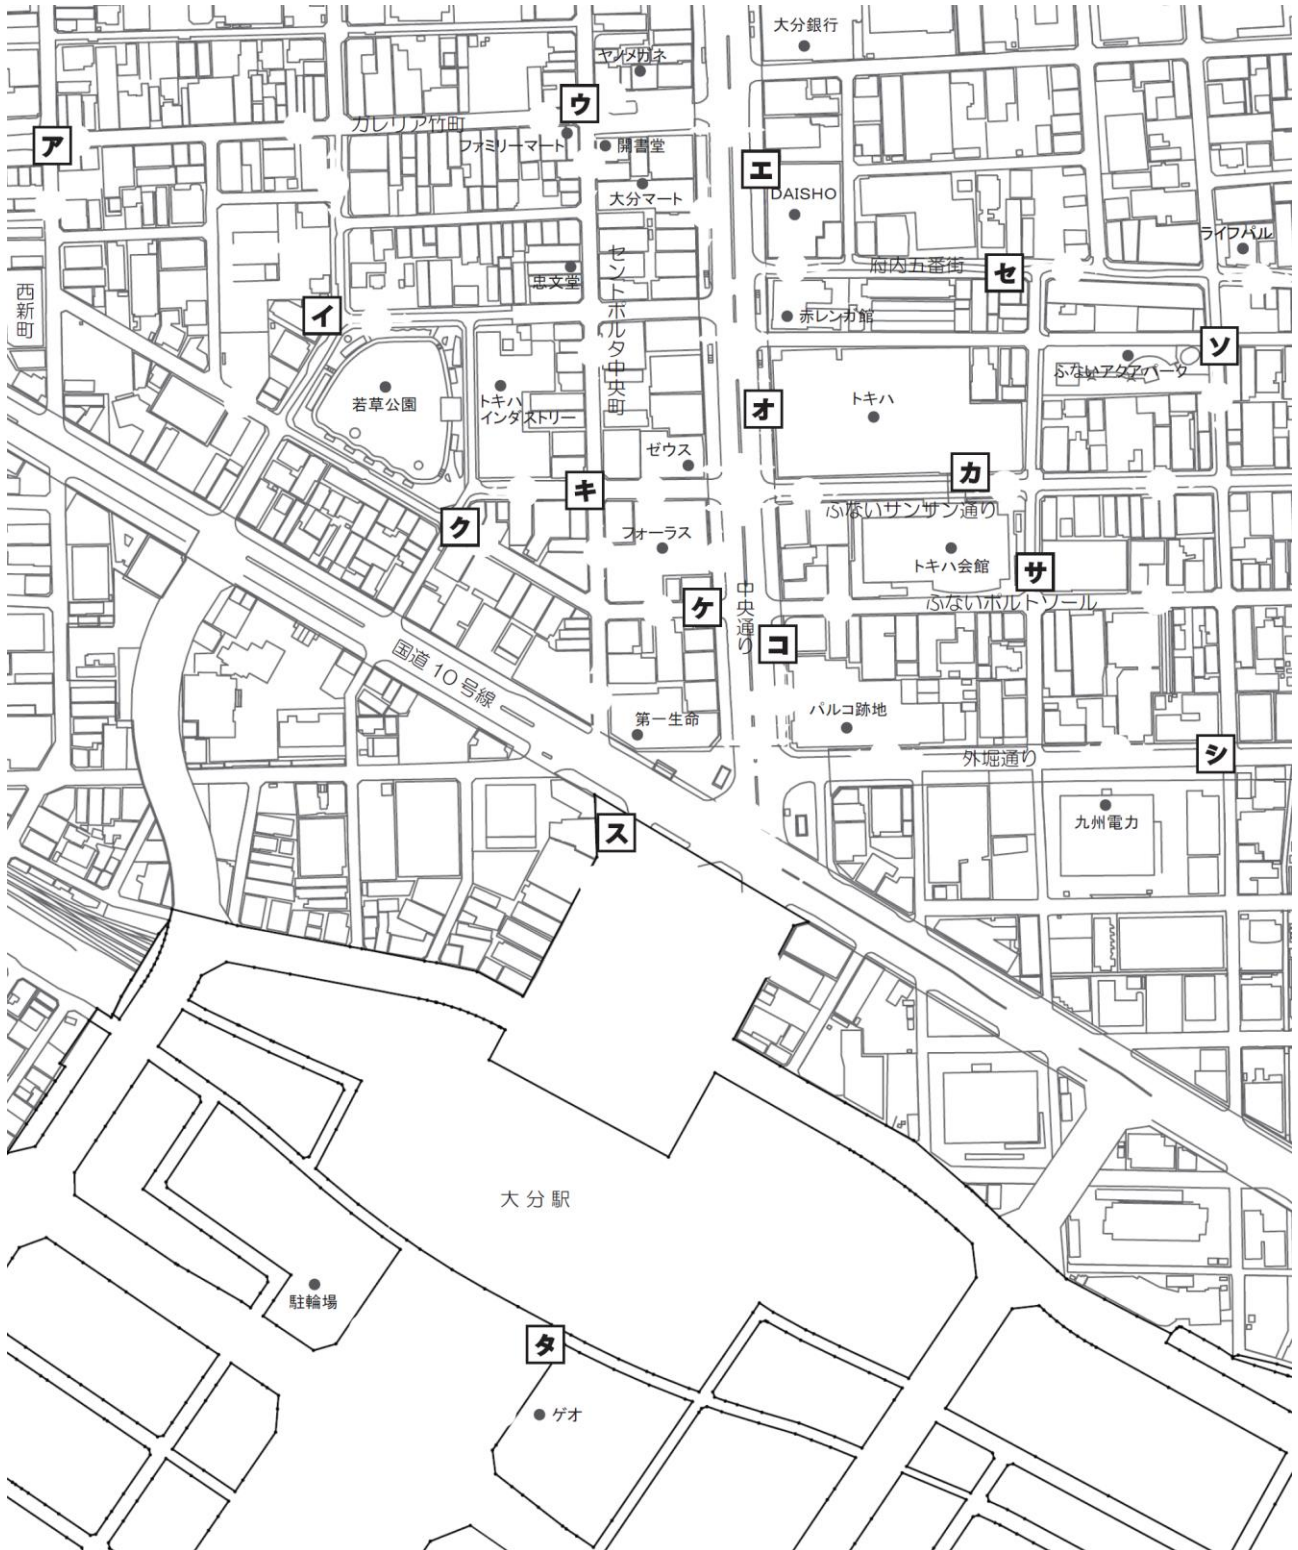 大分銀行
ヤノメガネ
ウ
ガレリア竹町
ア
ファミリーマート
開書堂
エ
大分マート
DAISHO
ライフパル
府内五番街
セ
忠文堂
セントポルタ中央町
西新町
イ
赤レンガ館
ソ
ふないアクアパーク
若草公園
トキハ
インダストリー
オ
トキハ
ゼウス
カ
キ
ふないサンサン通り
ク
フォーラス
トキハ会館
サ
ケ
中央通り
ふないポルトソール
コ
国道10号線
第一生命
パルコ跡地
外堀通り
シ
ス
九州電力
大分駅
駐輪場
タ
ゲオ